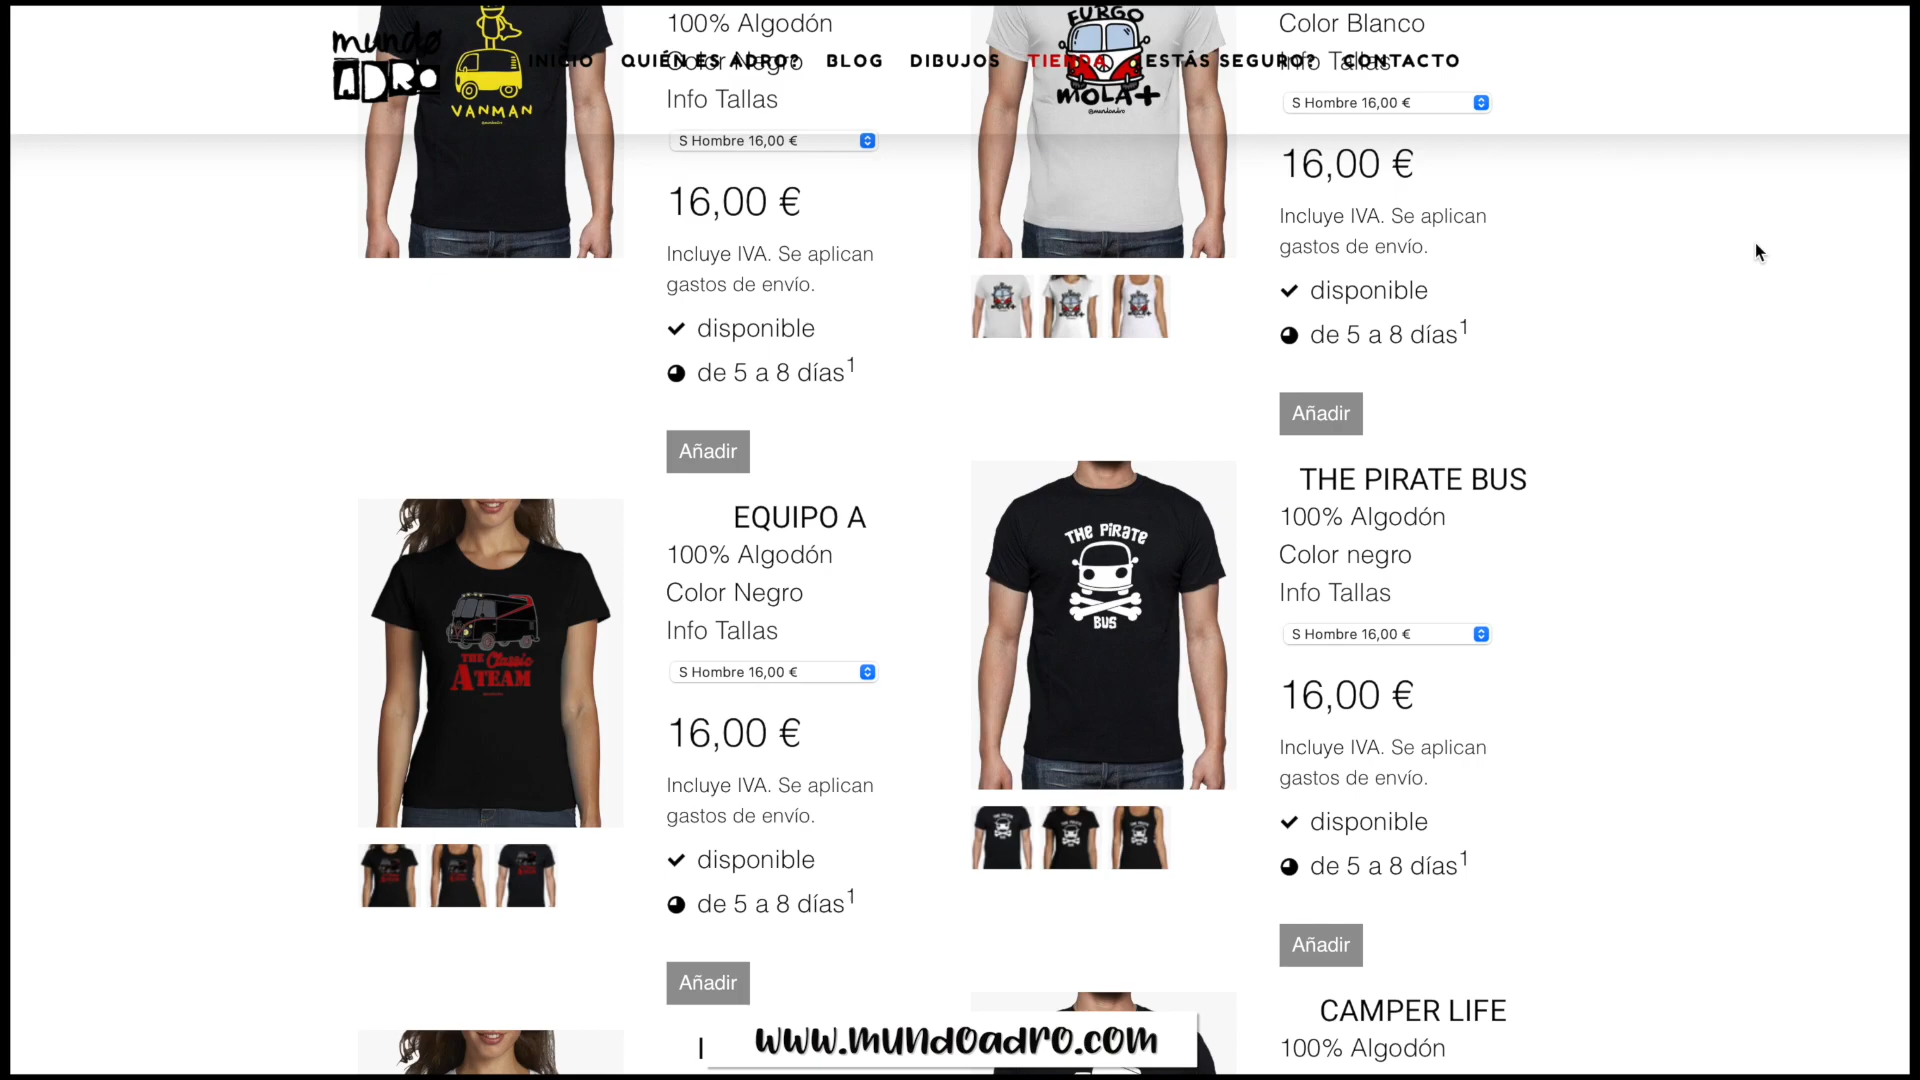 mundo
ADRO
INICIO
QUIÉN ES ADRO?
BLOG
DIBUJOS
TIENDA
ESTÁS SEGURO?
CONTACTO
VANMAN
100% Algodón
Color Negro
Info Tallas
S Hombre 16,00 €
16,00 €
Incluye IVA. Se aplican
gastos de envío.
disponible
de 5 a 8 días1
Añadir
FURGO
MOLA+
@mundoadro
Color Blanco
Info Tallas
S Hombre 16,00 €
16,00 €
Incluye IVA. Se aplican
gastos de envío.
disponible
de 5 a 8 días1
Añadir
THE Classic
A TEAM
EQUIPO A
100% Algodón
Color Negro
Info Tallas
S Hombre 16,00 €
16,00 €
Incluye IVA. Se aplican
gastos de envío.
disponible
de 5 a 8 días1
Añadir
THE PIRATE
BUS
THE PIRATE BUS
100% Algodón
Color negro
Info Tallas
S Hombre 16,00 €
16,00 €
Incluye IVA. Se aplican
gastos de envío.
disponible
de 5 a 8 días1
Añadir
CAMPER LIFE
100% Algodón
www.mundoadro.com